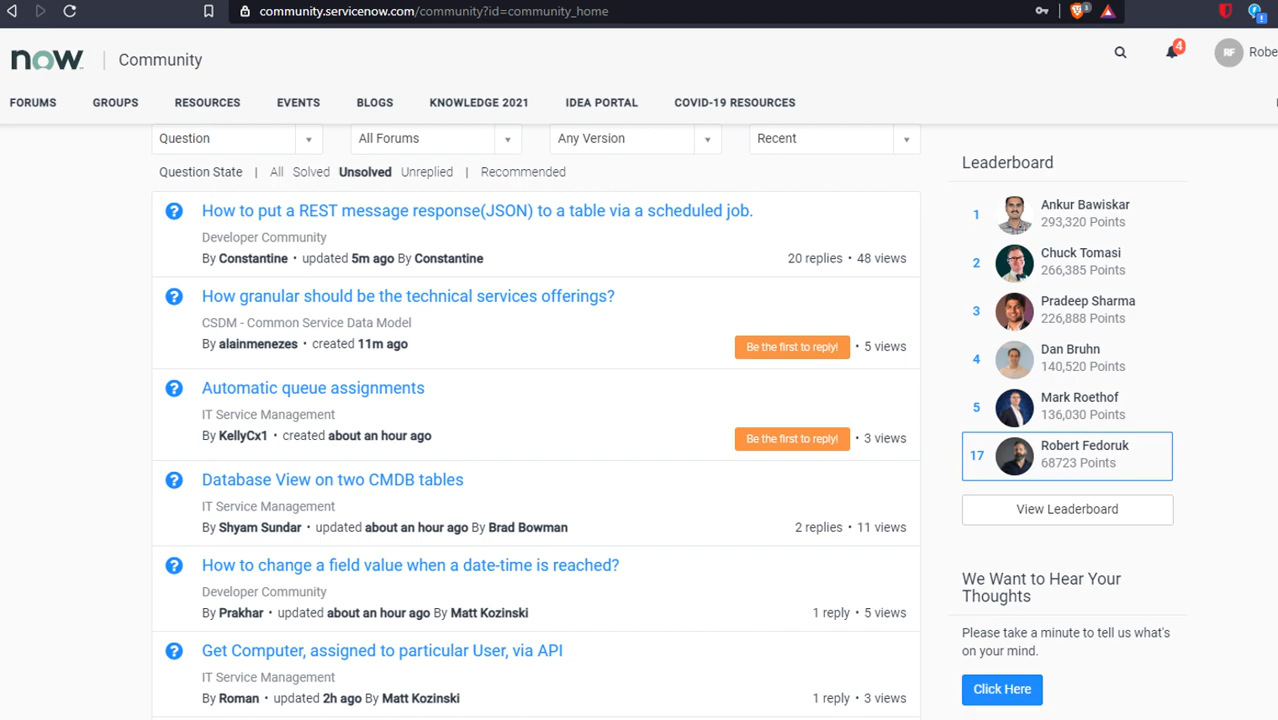 community.servicenow.com/community?id=community_home
3
now
Community
4
RF
Robe
FORUMS
GROUPS
RESOURCES
EVENTS
BLOGS
KNOWLEDGE 2021
IDEA PORTAL
COVID-19 RESOURCES
Question
All Forums
Any Version
Recent
Question State | All Solved Unsolved Unreplied | Recommended
How to put a REST message response(JSON) to a table via a scheduled job.
Developer Community
By Constantine • updated 5m ago By Constantine
20 replies • 48 views
How granular should be the technical services offerings?
CSDM - Common Service Data Model
By alainmenezes • created 11m ago
Be the first to reply! • 5 views
Automatic queue assignments
IT Service Management
By KellyCx1 • created about an hour ago
Be the first to reply! • 3 views
Database View on two CMDB tables
IT Service Management
By Shyam Sundar • updated about an hour ago By Brad Bowman
2 replies • 11 views
How to change a field value when a date-time is reached?
Developer Community
By Prakhar • updated about an hour ago By Matt Kozinski
1 reply • 5 views
Get Computer, assigned to particular User, via API
IT Service Management
By Roman • updated 2h ago By Matt Kozinski
1 reply • 3 views
Leaderboard
1
Ankur Bawiskar
293,320 Points
2
Chuck Tomasi
266,385 Points
3
Pradeep Sharma
226,888 Points
4
Dan Bruhn
140,520 Points
5
Mark Roethof
136,030 Points
17
Robert Fedoruk
68723 Points
View Leaderboard
We Want to Hear Your
Thoughts
Please take a minute to tell us what's
on your mind.
Click Here